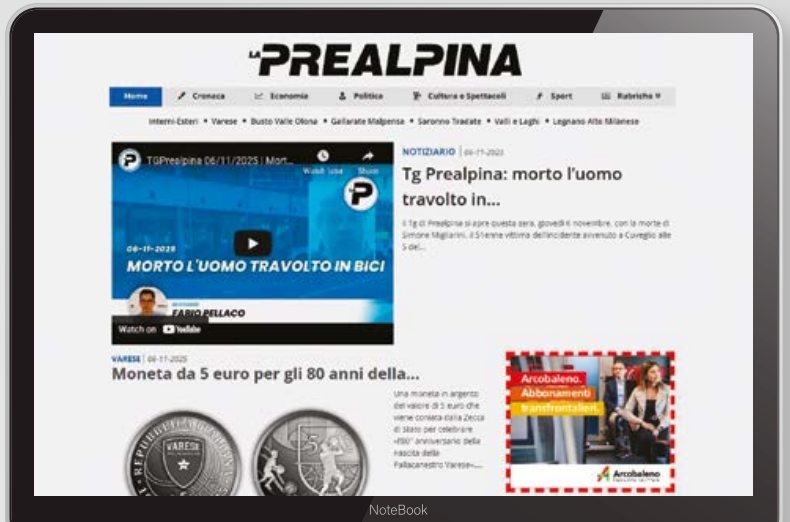 LA PREALPINA
Home Cronaca Economia Politica Cultura e Spettacoli Sport Rubriche
Interni-Esteri • Varese • Busto Valle Olona • Gallarate Malpensa • Saronno Tradate • Valli e Laghi • Legnano Alto Milanese
TGPrealpina 06/11/2025 | Mort...
Watch later Share
P
06-11-2025
MORTO L'UOMO TRAVOLTO IN BICI
FABIO PELLACO
Watch on YouTube
NOTIZIARIO | 06-11-2025
Tg Prealpina: morto l'uomo
travolto in...
Il Tg di Prealpina si apre questa sera, giovedì 6 novembre, con la morte di
Simone Migliarini, il 51enne vittima dell'incidente avvenuto a Cuveglio alle
5 del...
VARESE | 06-11-2025
Moneta da 5 euro per gli 80 anni della...
Una moneta in argento
del valore di 5 euro che
viene coniata dalla Zecca
di stato per celebrare
«l'80° anniversario della
nascita della
Pallacanestro Varese»....
VARESE
5
Arcobaleno.
Abbonamenti
transfrontalieri.
Arcobaleno
NoteBook